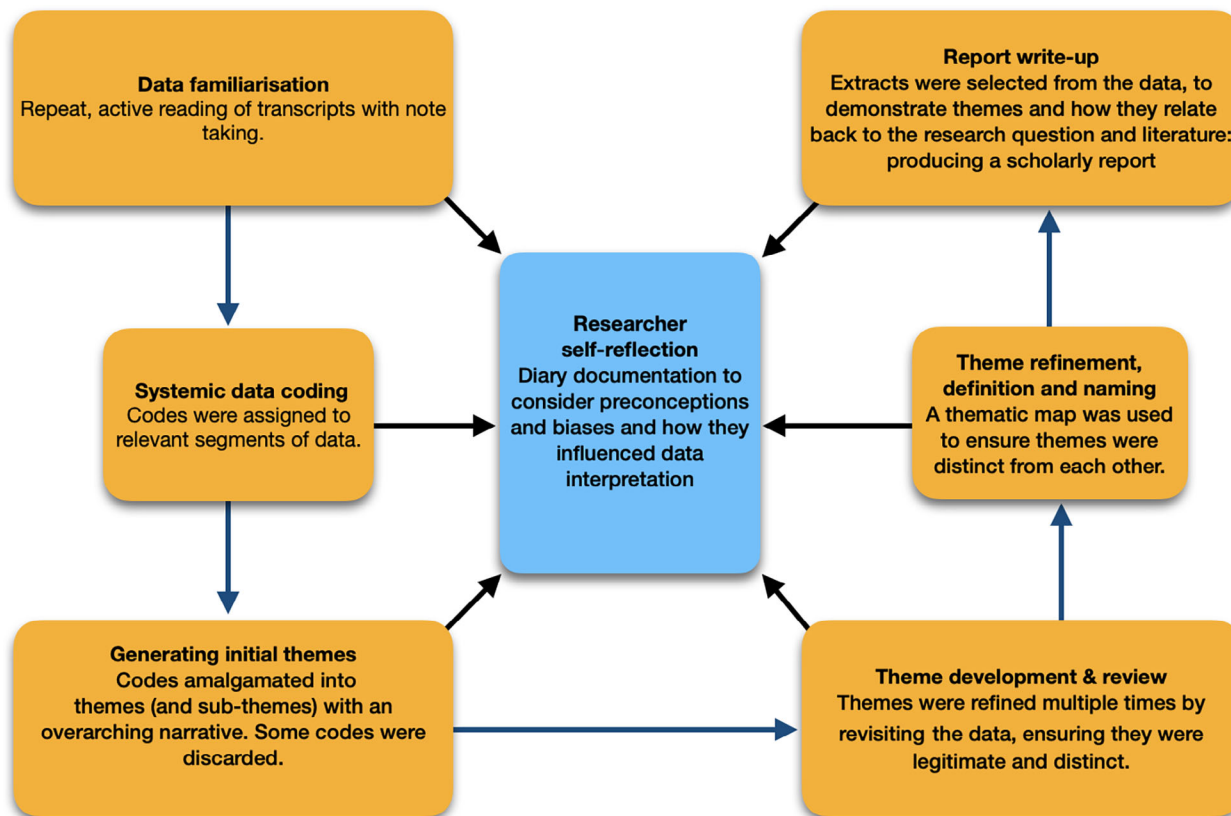 Data familiarisation
Repeat, active reading of transcripts with note
taking.
Systemic data coding
Codes were assigned to
relevant segments of data.
Generating initial themes
Codes amalgamated into
themes (and sub-themes) with an
overarching narrative. Some codes were
discarded.
Researcher
self-reflection
Diary documentation to
consider preconceptions
and biases and how they
influenced data
interpretation
Theme development & review
Themes were refined multiple times by
revisiting the data, ensuring they were
legitimate and distinct.
Theme refinement,
definition and naming
A thematic map was used
to ensure themes were
distinct from each other.
Report write-up
Extracts were selected from the data, to
demonstrate themes and how they relate
back to the research question and literature:
producing a scholarly report